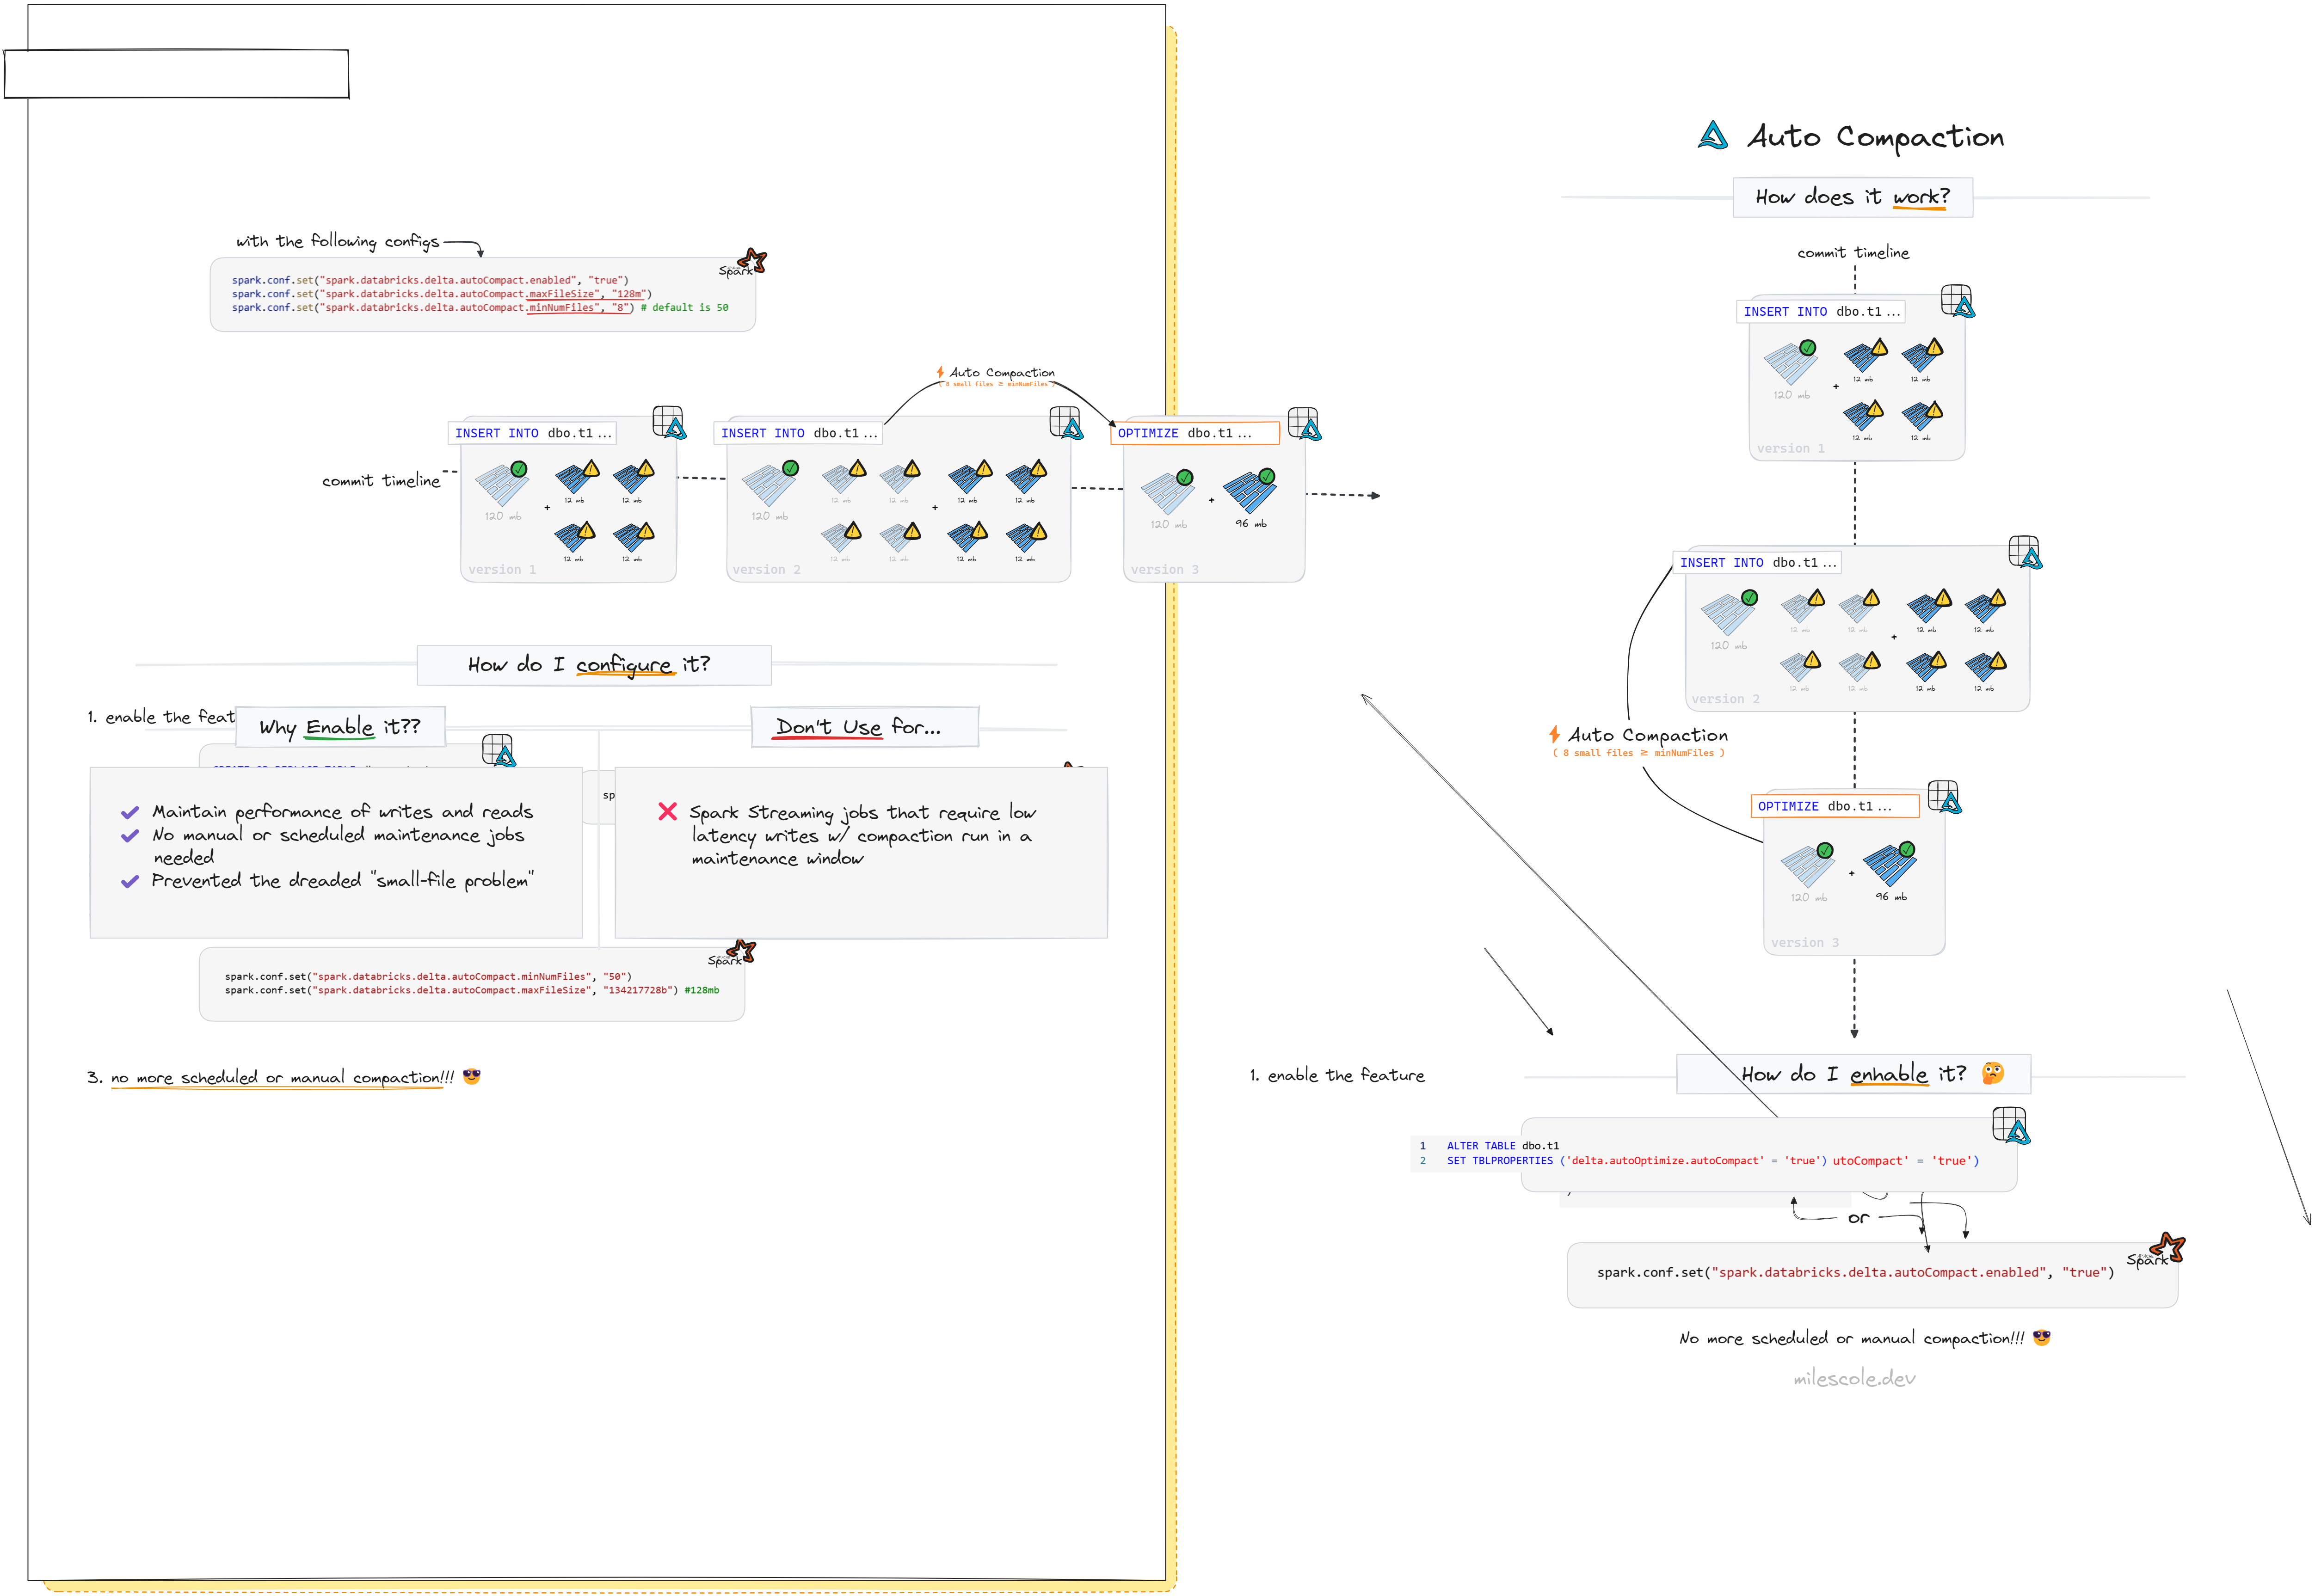 with the following configs
Spark
spark.conf.set("spark.databricks.delta.autoCompact.enabled", "true")
spark.conf.set("spark.databricks.delta.autoCompact.maxFileSize", "128m")
spark.conf.set("spark.databricks.delta.autoCompact.minNumFiles", "8") # default is 50
Auto Compaction
( 8 small files ≥ minNumFiles )
commit timeline
INSERT INTO dbo.t1...
120 mb
+
12 mb
12 mb
12 mb
12 mb
version 1
INSERT INTO dbo.t1...
120 mb
12 mb
12 mb
12 mb
12 mb
+
12 mb
12 mb
12 mb
12 mb
version 2
OPTIMIZE dbo.t1...
120 mb
+
96 mb
version 3
How do I configure it?
1. enable the feat
Why Enable it??
sp
Maintain performance of writes and reads
No manual or scheduled maintenance jobs
needed
Prevented the dreaded "small-file problem"
Don't Use for...
Spark Streaming jobs that require low
latency writes w/ compaction run in a
maintenance window
Spark
spark.conf.set("spark.databricks.delta.autoCompact.minNumFiles", "50")
spark.conf.set("spark.databricks.delta.autoCompact.maxFileSize", "134217728b") #128mb
3. no more scheduled or manual compaction!!!
Auto Compaction
How does it work?
commit timeline
INSERT INTO dbo.t1...
120 mb
+
12 mb
12 mb
12 mb
12 mb
version 1
INSERT INTO dbo.t1...
120 mb
12 mb
12 mb
12 mb
12 mb
+
12 mb
12 mb
12 mb
12 mb
version 2
Auto Compaction
( 8 small files ≥ minNumFiles )
OPTIMIZE dbo.t1...
120 mb
+
96 mb
version 3
1. enable the feature
How do I enhable it?
1 ALTER TABLE dbo.t1
2 SET TBLPROPERTIES ('delta.autoOptimize.autoCompact' = 'true') utoCompact' = 'true')
)
or
Spark
spark.conf.set("spark.databricks.delta.autoCompact.enabled", "true")
No more scheduled or manual compaction!!!
milescole.dev